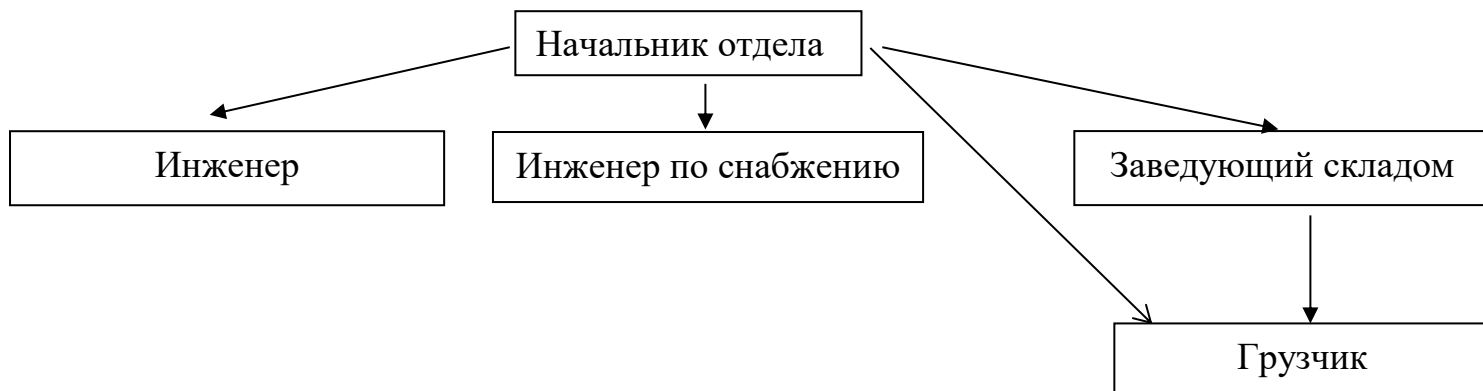 Начальник отдела
Инженер
Инженер по снабжению
Заведующий складом
Грузчик